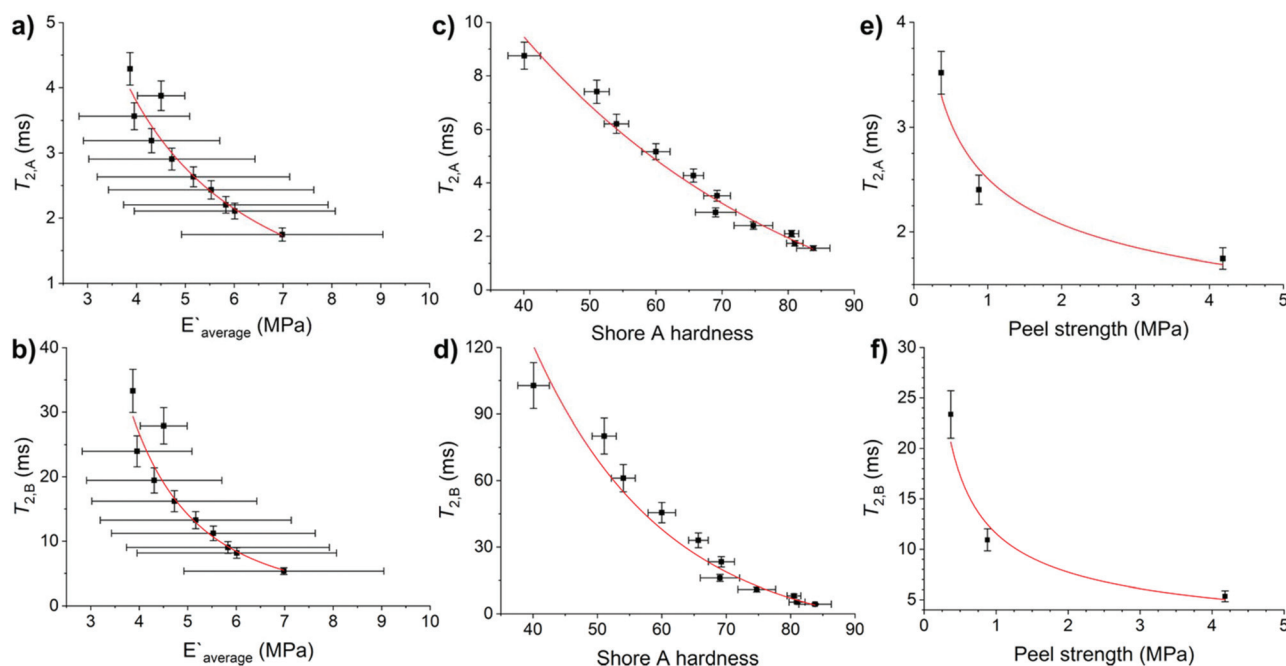 a)
T2,A (ms)
5
4
3
2
1
3 4 5 6 7 8 9 10
E`average (MPa)
c)
T2,A (ms)
10
8
6
4
2
0
40 50 60 70 80 90
Shore A hardness
e)
T2,A (ms)
4
3
2
0 1 2 3 4 5
Peel strength (MPa)
b)
T2,B (ms)
40
30
20
10
0
3 4 5 6 7 8 9 10
E`average (MPa)
d)
T2,B (ms)
120
90
60
30
0
40 50 60 70 80 90
Shore A hardness
f)
T2,B (ms)
30
25
20
15
10
5
0 1 2 3 4 5
Peel strength (MPa)